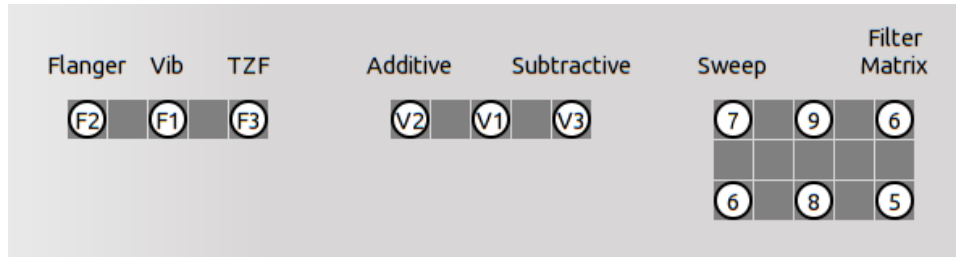 Flanger Vib TZF
Additive Subtractive
Sweep
Filter
Matrix
F2 F1 F3
V2 V1 V3
7 9 6
6 8 5